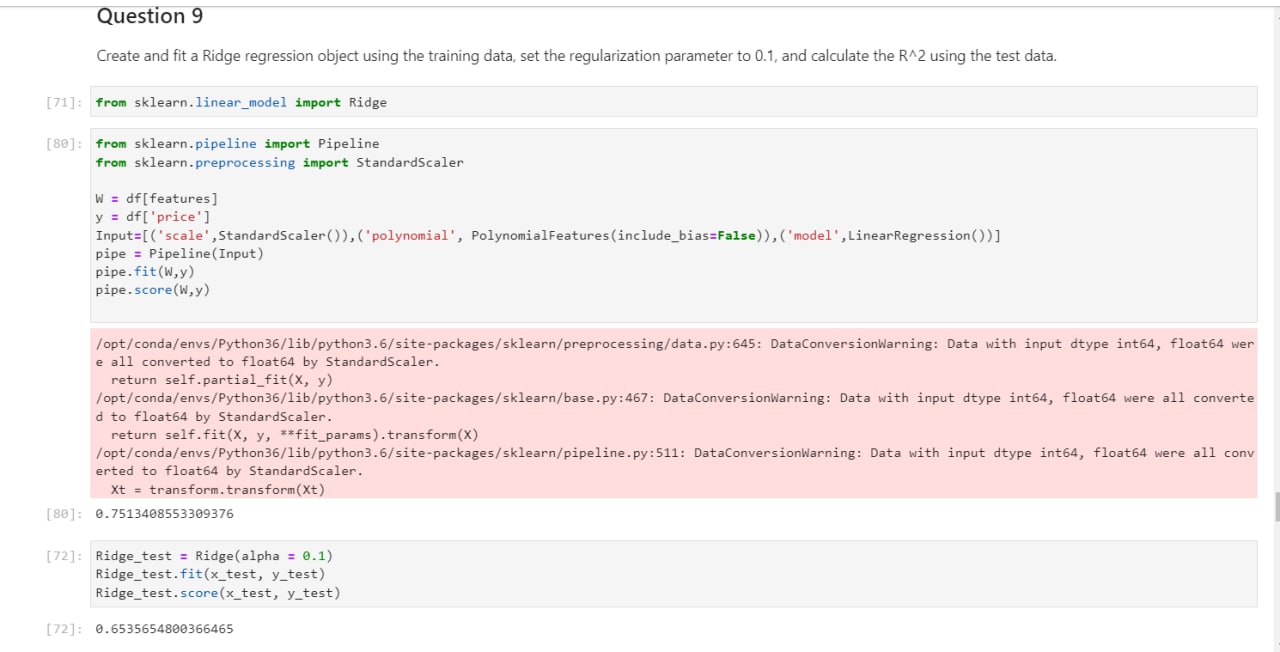 Question 9
Create and fit a Ridge regression object using the training data, set the regularization parameter to 0.1, and calculate the R^2 using the test data.
[71]: from sklearn.linear_model import Ridge
[80]: from sklearn.pipeline import Pipeline
from sklearn.preprocessing import StandardScaler
W = df[features]
y = df['price']
Input=[('scale',StandardScaler()),('polynomial', PolynomialFeatures(include_bias=False)),('model',LinearRegression())]
pipe = Pipeline(Input)
pipe.fit(W,y)
pipe.score(W,y)
/opt/conda/envs/Python36/lib/python3.6/site-packages/sklearn/preprocessing/data.py:645: DataConversionWarning: Data with input dtype int64, float64 wer
e all converted to float64 by StandardScaler.
return self.partial_fit(X, y)
/opt/conda/envs/Python36/lib/python3.6/site-packages/sklearn/base.py:467: DataConversionWarning: Data with input dtype int64, float64 were all converte
d to float64 by StandardScaler.
return self.fit(X, y, **fit_params).transform(X)
/opt/conda/envs/Python36/lib/python3.6/site-packages/sklearn/pipeline.py:511: DataConversionWarning: Data with input dtype int64, float64 were all conv
erted to float64 by StandardScaler.
Xt = transform.transform(Xt)
[80]: 0.7513408553309376
[72]: Ridge_test = Ridge(alpha = 0.1)
Ridge_test.fit(x_test, y_test)
Ridge_test.score(x_test, y_test)
[72]: 0.6535654800366465